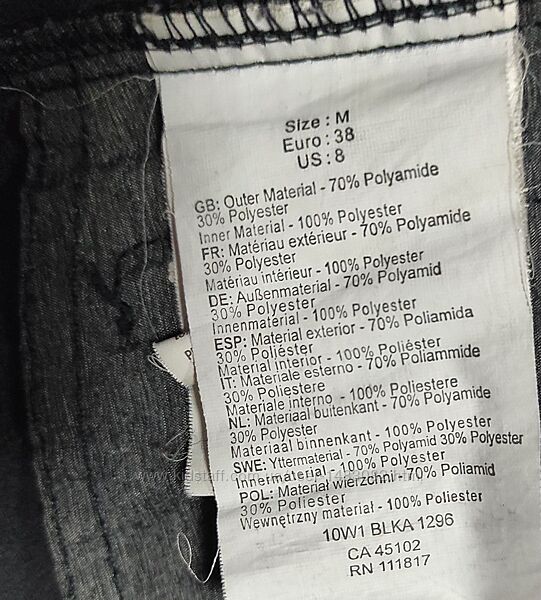 Size : M
Euro : 38
US : 8
GB: Outer Material - 70% Polyamide
30% Polyester
Inner Material - 100% Polyester
FR: Matériau extérieur - 70% Polyamide
30% Polyester
Matériau intérieur - 100% Polyester
DE: Außenmaterial - 70% Polyamid
30% Polyester
Innenmaterial - 100% Polyester
ESP: Material exterior - 70% Poliamida
30% Poliéster
Material interior - 100% Poliéster
IT: Materiale esterno - 70% Poliammide
30% Poliestere
Materiale interno - 100% Poliestere
NL: Materiaal buitenkant - 70% Polyamide
30% Polyester
Materiaal binnenkant - 100% Polyester
SWE: Yttermaterial - 70% Polyamid 30% Polyester
Innermaterial - 100% Polyester
POL: Materiał wierzchni - 70% Poliamid
30% Poliester
Wewnętrzny materiał - 100% Poliester
10W1 BLKA 1296
CA 45102
RN 111817